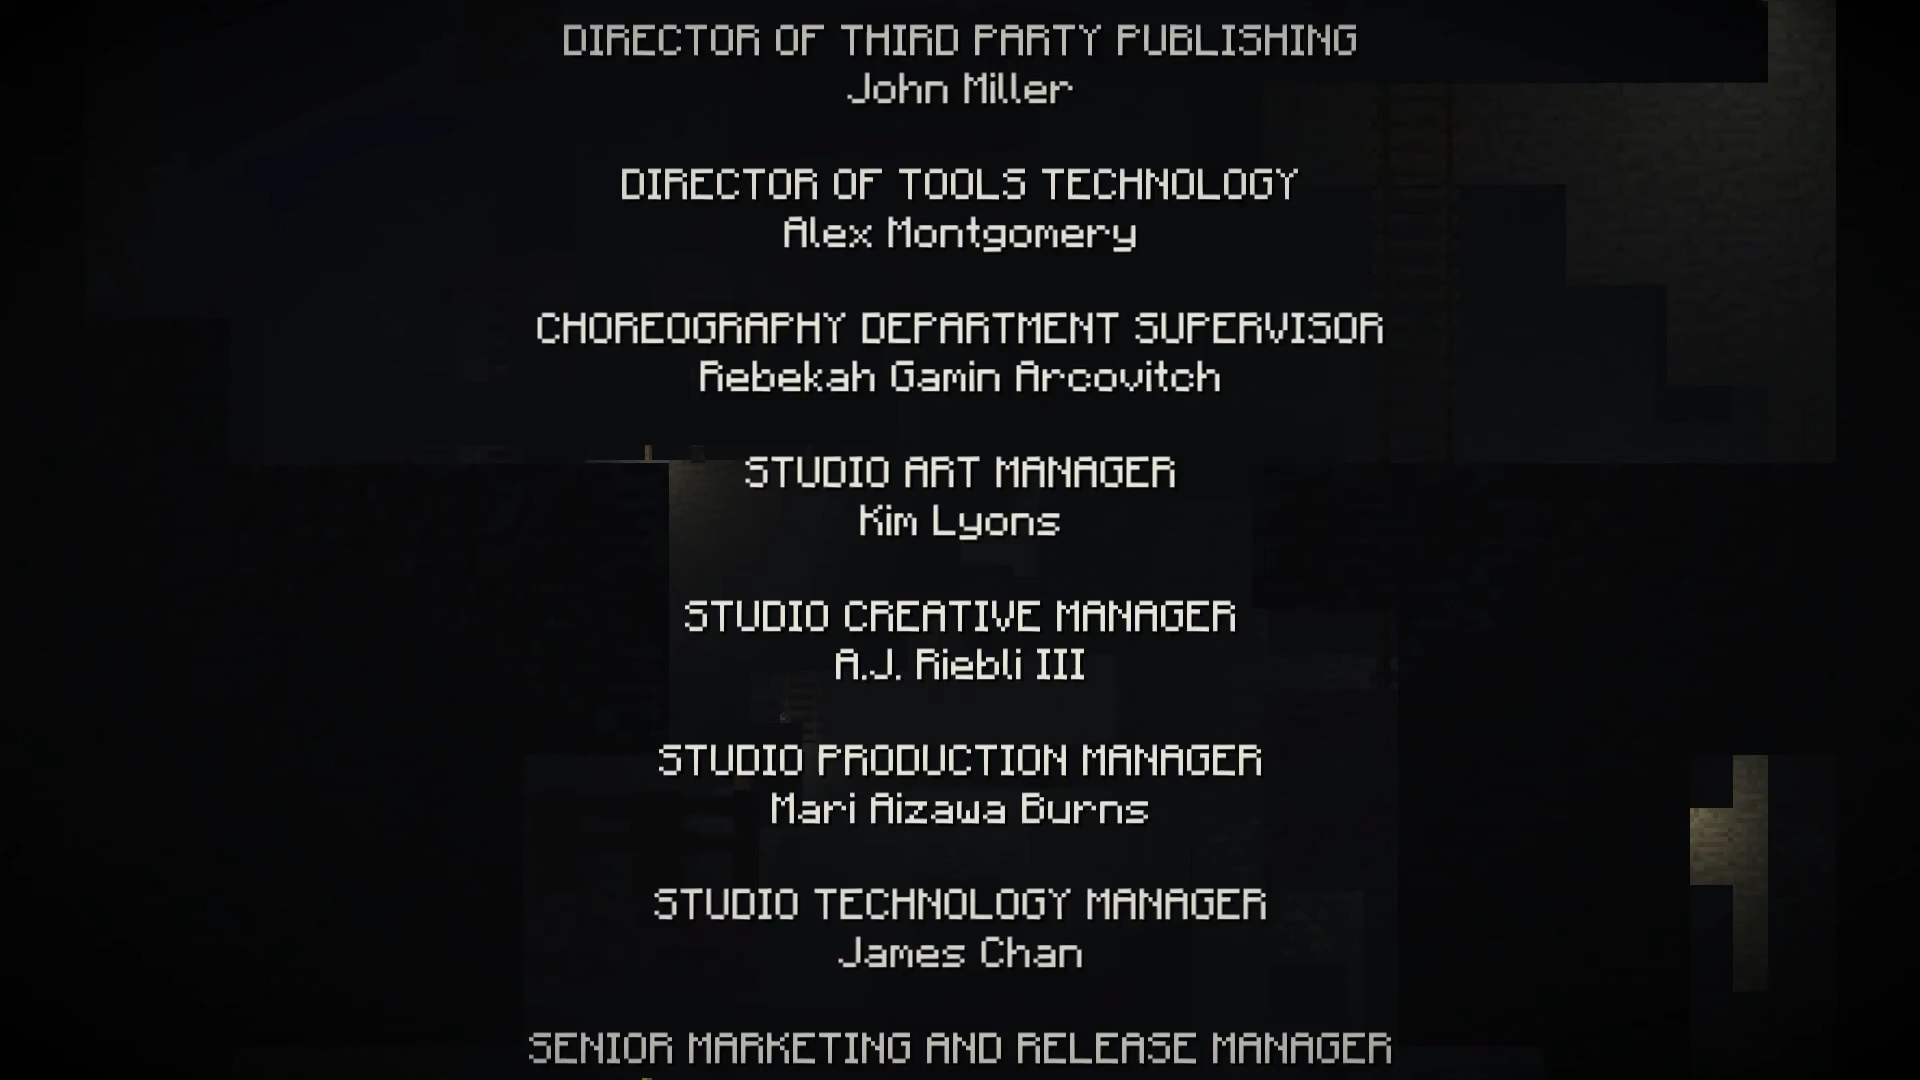 DIRECTOR OF THIRD PARTY PUBLISHING
John Miller
DIRECTOR OF TOOLS TECHNOLOGY
Alex Montgomery
CHOREOGRAPHY DEPARTMENT SUPERVISOR
Rebekah Gamin Arcovitch
STUDIO ART MANAGER
Kim Lyons
STUDIO CREATIVE MANAGER
A.J. Riebli III
STUDIO PRODUCTION MANAGER
Mari Aizawa Burns
STUDIO TECHNOLOGY MANAGER
James Chan
SENIOR MARKETING AND RELEASE MANAGER